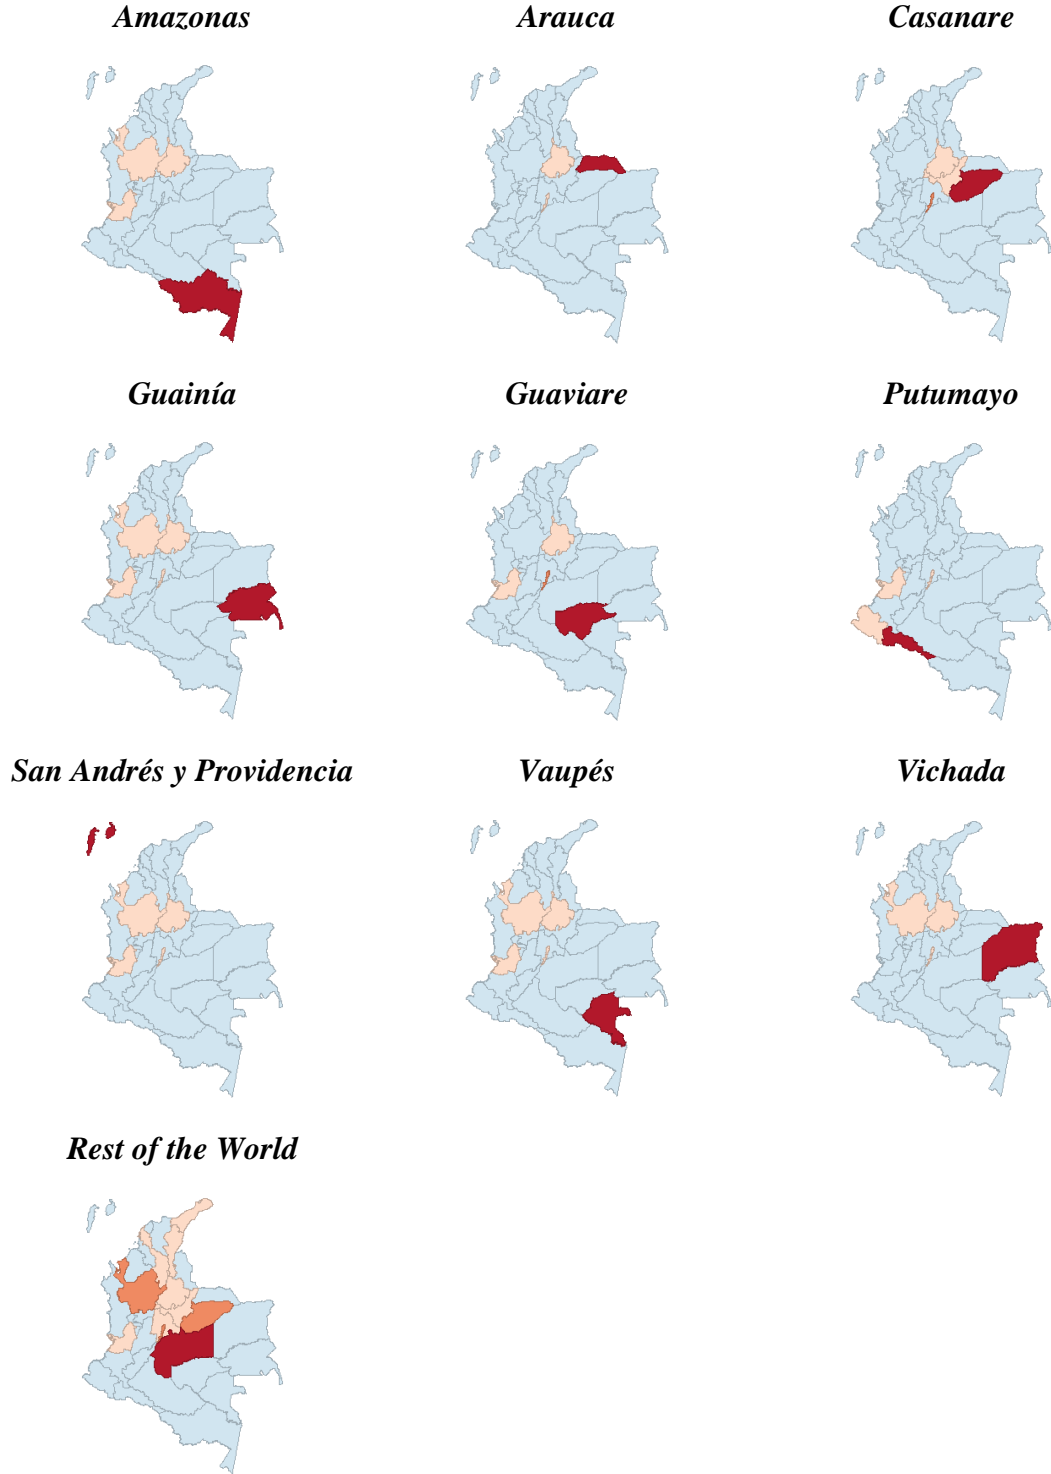 Amazonas
Arauca
Casanare
Guainía
Guaviare
Putumayo
San Andrés y Providencia
Vaupés
Vichada
Rest of the World